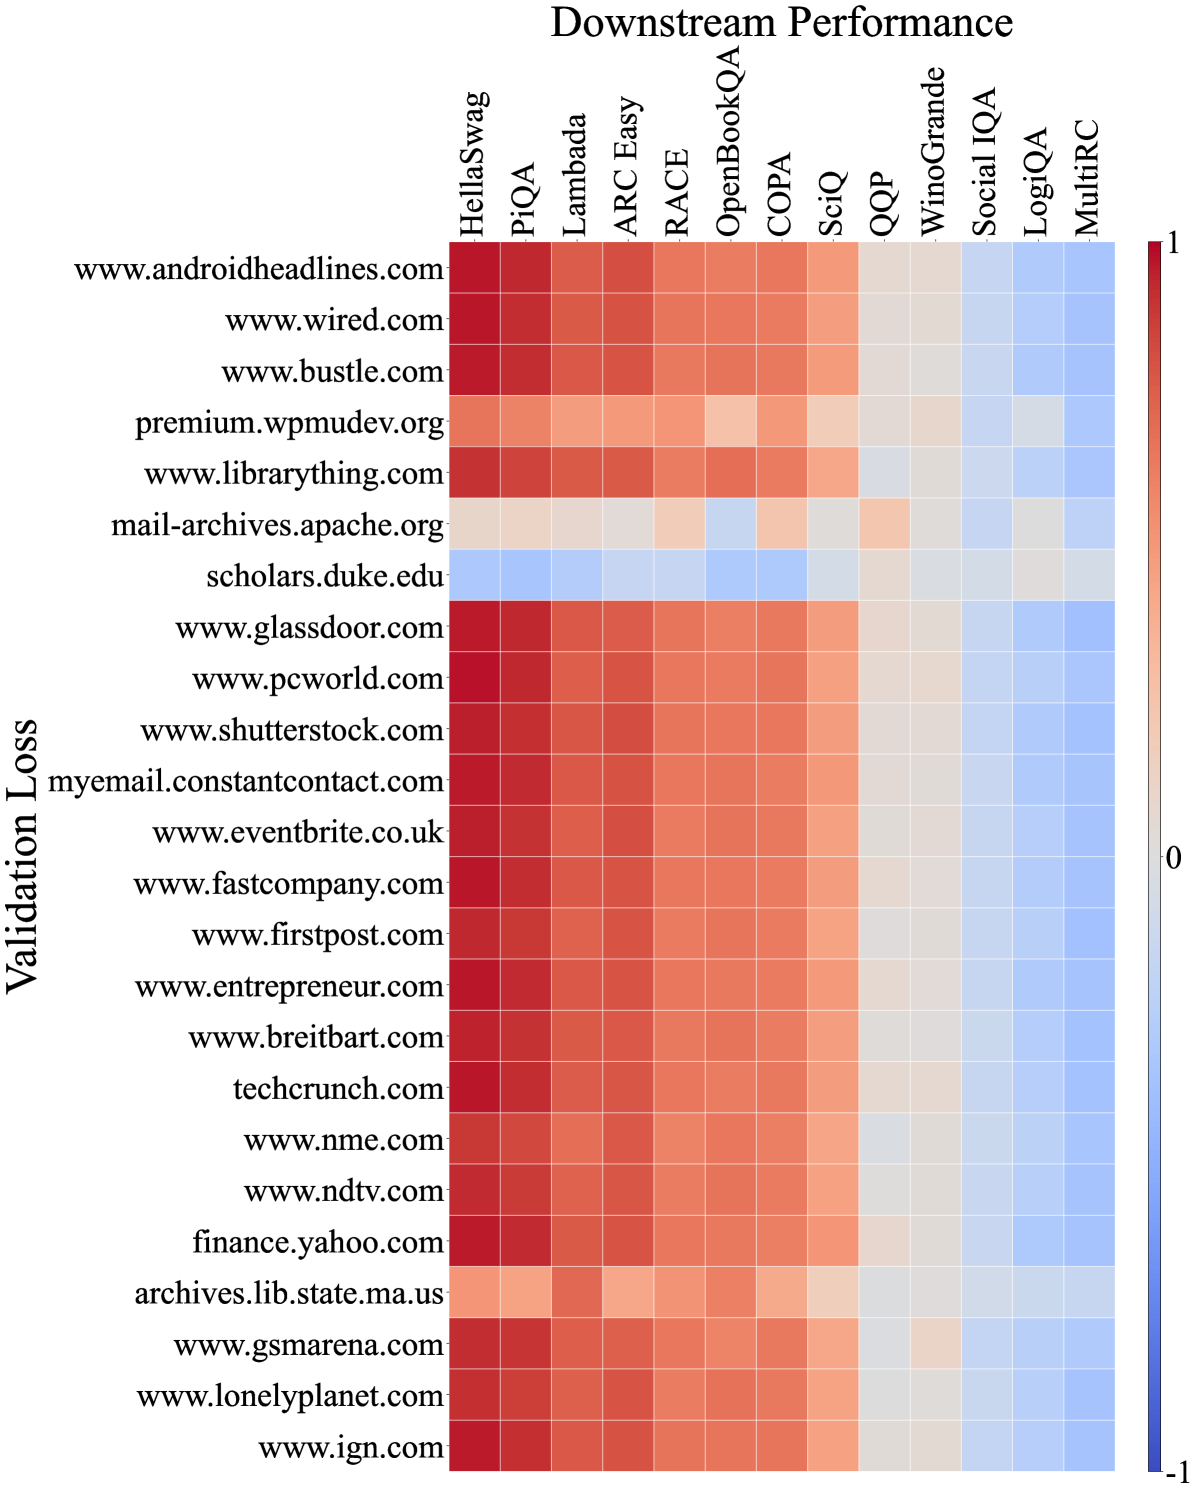 Downstream Performance
HellaSwag
PiQA
Lambada
ARC Easy
RACE
OpenBookQA
COPA
SciQ
QQP
WinoGrande
Social IQA
LogiQA
MultiRC
Validation Loss
www.androidheadlines.com
www.wired.com
www.bustle.com
premium.wpmudev.org
www.librarything.com
mail-archives.apache.org
scholars.duke.edu
www.glassdoor.com
www.pcworld.com
www.shutterstock.com
myemail.constantcontact.com
www.eventbrite.co.uk
www.fastcompany.com
www.firstpost.com
www.entrepreneur.com
www.breitbart.com
techcrunch.com
www.nme.com
www.ndtv.com
finance.yahoo.com
archives.lib.state.ma.us
www.gsmarena.com
www.lonelyplanet.com
www.ign.com
1
0
-1